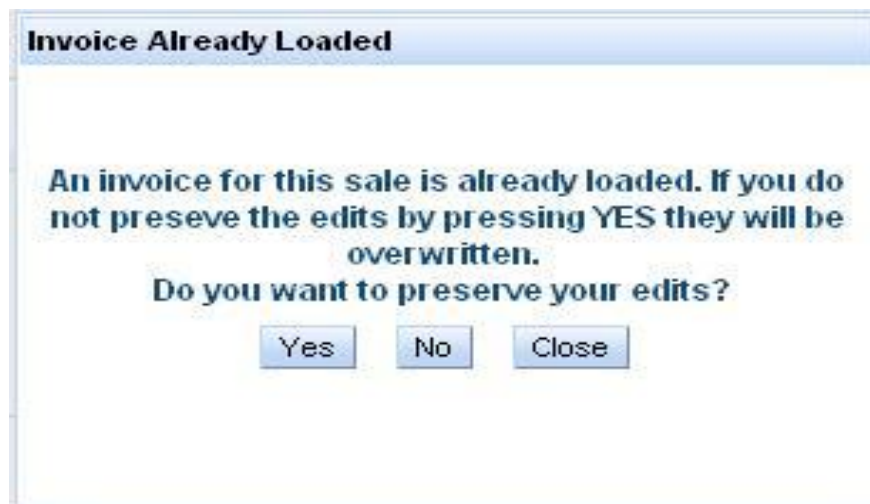 Invoice Already Loaded
An invoice for this sale is already loaded. If you do
not preseve the edits by pressing YES they will be
overwritten.
Do you want to preserve your edits?
Yes No Close